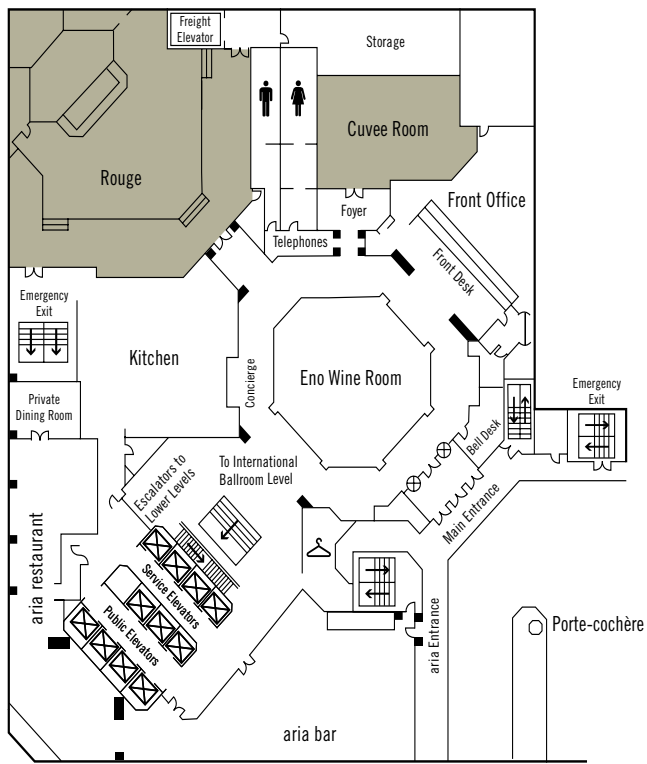 Freight
Elevator
Storage
Cuvee Room
Rouge
Front Office
Foyer
Telephones
Front Desk
Emergency
Exit
Kitchen
Concierge
Eno Wine Room
Private
Dining Room
Emergency
Exit
Bell Desk
Escalators to
Lower Levels
To International
Ballroom Level
Main Entrance
aria restaurant
Service Elevators
Public Elevators
aria Entrance
Porte-cochère
aria bar